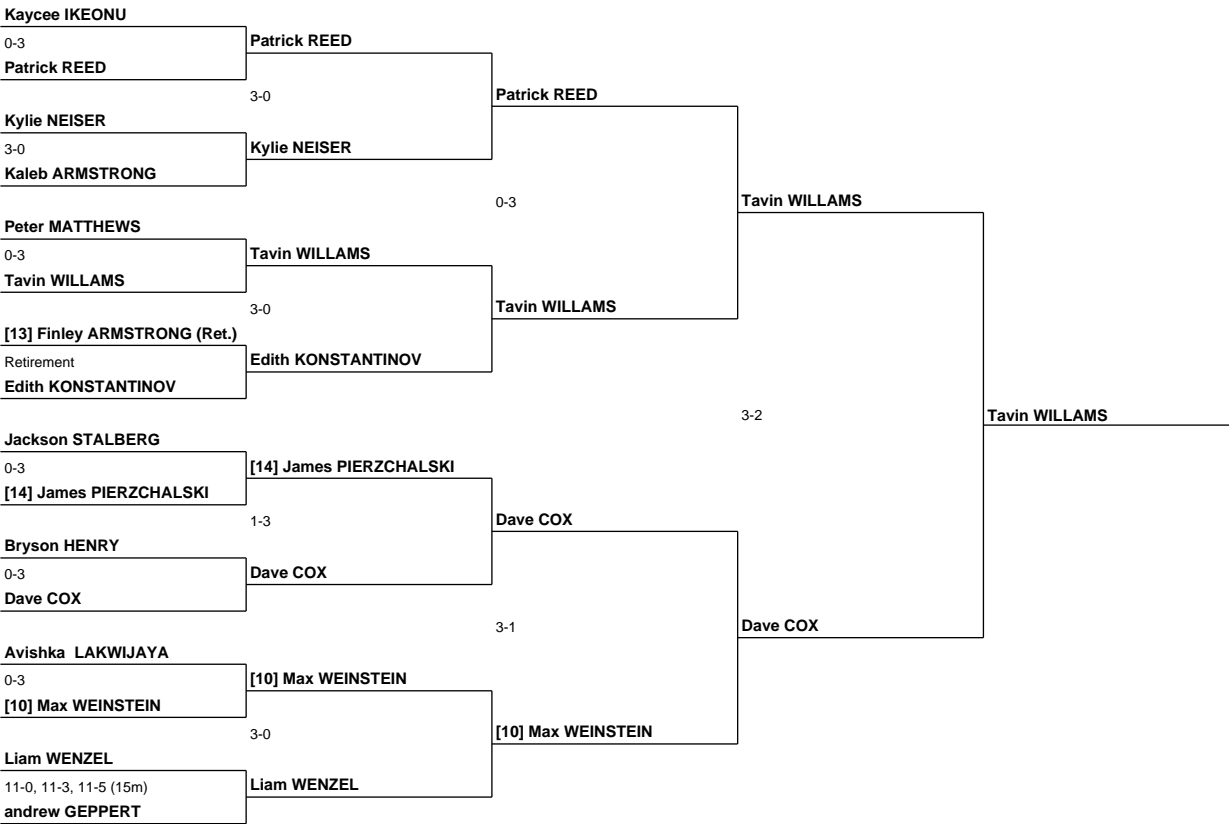 Kaycee IKEONU
0-3
Patrick REED
Patrick REED
3-0
Patrick REED
Kylie NEISER
3-0
Kylie NEISER
Kaleb ARMSTRONG
0-3
Tavin WILLAMS
Peter MATTHEWS
0-3
Tavin WILLAMS
Tavin WILLAMS
3-0
Tavin WILLAMS
[13] Finley ARMSTRONG (Ret.)
Retirement
Edith KONSTANTINOV
Edith KONSTANTINOV
3-2
Tavin WILLAMS
Jackson STALBERG
0-3
[14] James PIERZCHALSKI
[14] James PIERZCHALSKI
1-3
Dave COX
Bryson HENRY
0-3
Dave COX
Dave COX
3-1
Dave COX
Avishka  LAKWIJAYA
0-3
[10] Max WEINSTEIN
[10] Max WEINSTEIN
3-0
[10] Max WEINSTEIN
Liam WENZEL
11-0, 11-3, 11-5 (15m)
Liam WENZEL
andrew GEPPERT